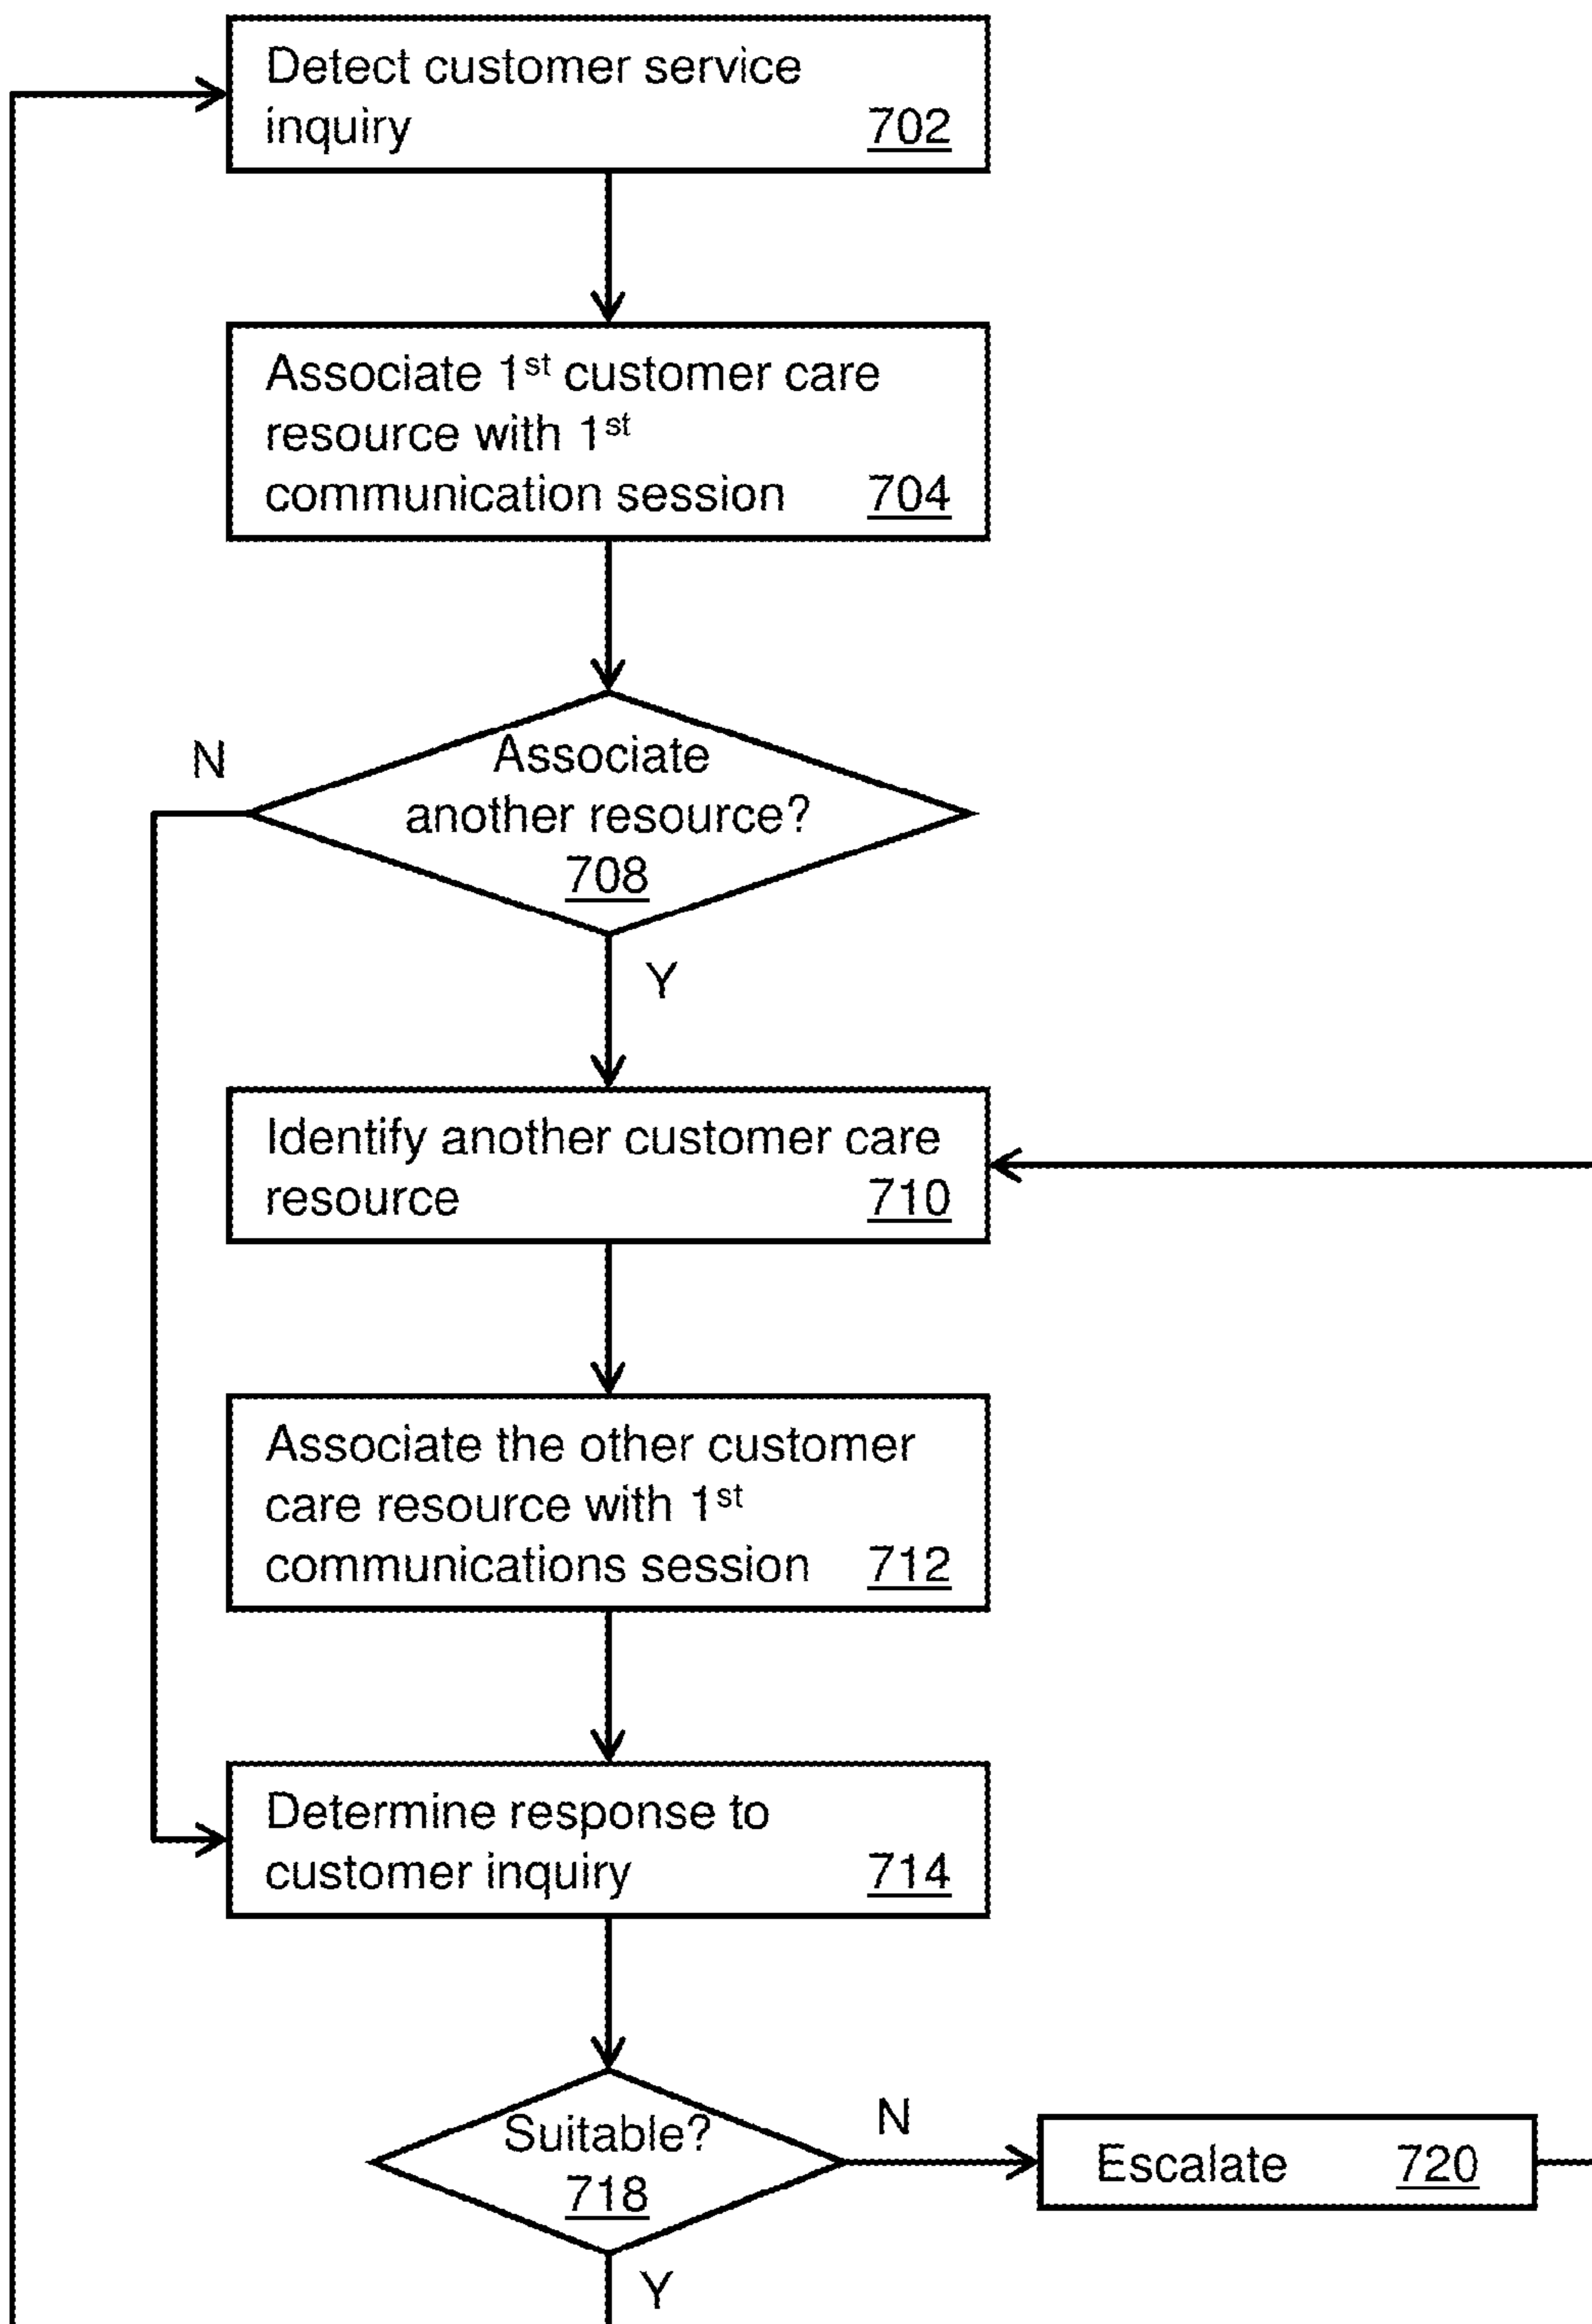 Detect customer service
inquiry 702
Associate 1st customer care
resource with 1st
communication session 704
N
Associate
another resource?
708
Y
Identify another customer care
resource 710
Associate the other customer
care resource with 1st
communications session 712
Determine response to
customer inquiry 714
Suitable?
718
N
Escalate 720
Y